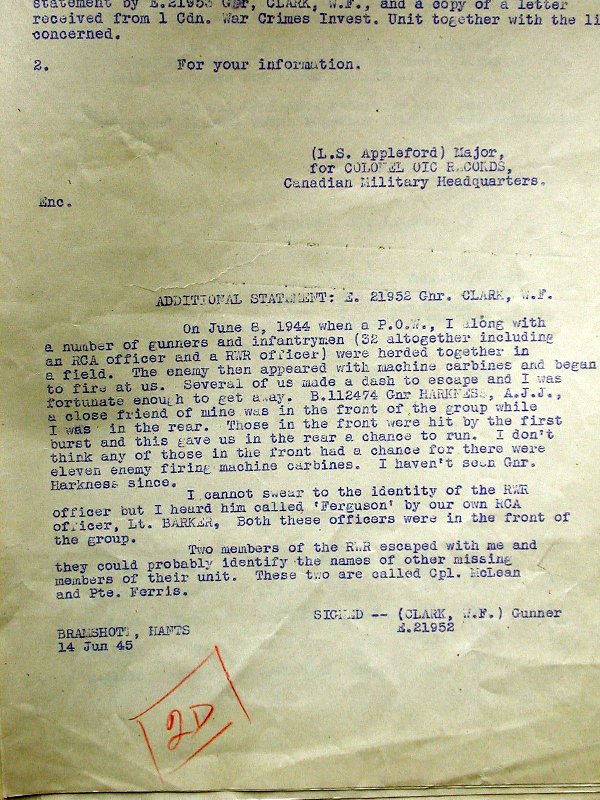 statement by E.21953 Gnr, CLARK, W.F., and a copy of a letter
received from 1 Cdn. War Crimes Invest. Unit together with the li
concerned.
2. For your information.
(L.S. Appleford) Major,
for COLONEL OIC RECORDS,
Canadian Military Headquarters.
Enc.
ADDITIONAL STATEMENT: E. 21952 Gnr. CLARK, W.F.
On June 8, 1944 when a P.O.W., I along with
a number of gunners and infantrymen (32 altogether including
an RCA officer and a RWR officer) were herded together in
a field. The enemy then appeared with machine carbines and began
to fire at us. Several of us made a dash to escape and I was
fortunate enough to get away. B.112474 Gnr HARKNESS, A.J.J.,
a close friend of mine was in the front of the group while
I was in the rear. Those in the front were hit by the first
burst and this gave us in the rear a chance to run. I don't
think any of those in the front had a chance for there were
eleven enemy firing machine carbines. I haven't seen Gnr.
Harkness since.
I cannot swear to the identity of the RWR
officer but I heard him called 'Ferguson' by our own RCA
officer, Lt. BARKER, Both these officers were in the front of
the group.
Two members of the RWR escaped with me and
they could probably identify the names of other missing
members of their unit. These two are called Cpl. McLean
and Pte. Ferris.
SIGNED -- (CLARK, W.F.) Gunner
E.21952
BRAMSHOTT, HANTS
14 Jun 45
2D